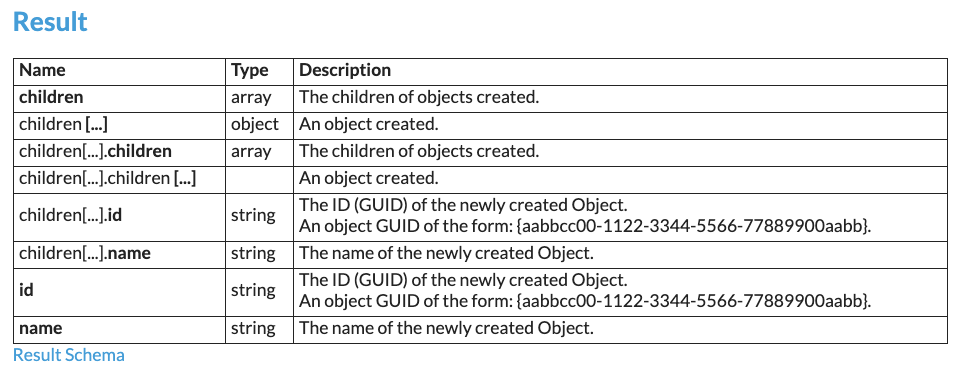 Result
Name Type Description
children array The children of objects created.
children [...] object An object created.
children[...].children array The children of objects created.
children[...].children [...] An object created.
children[...].id string The ID (GUID) of the newly created Object.
An object GUID of the form: {aabbcc00-1122-3344-5566-77889900aabb}.
children[...].name string The name of the newly created Object.
id string The ID (GUID) of the newly created Object.
An object GUID of the form: {aabbcc00-1122-3344-5566-77889900aabb}.
name string The name of the newly created Object.
Result Schema